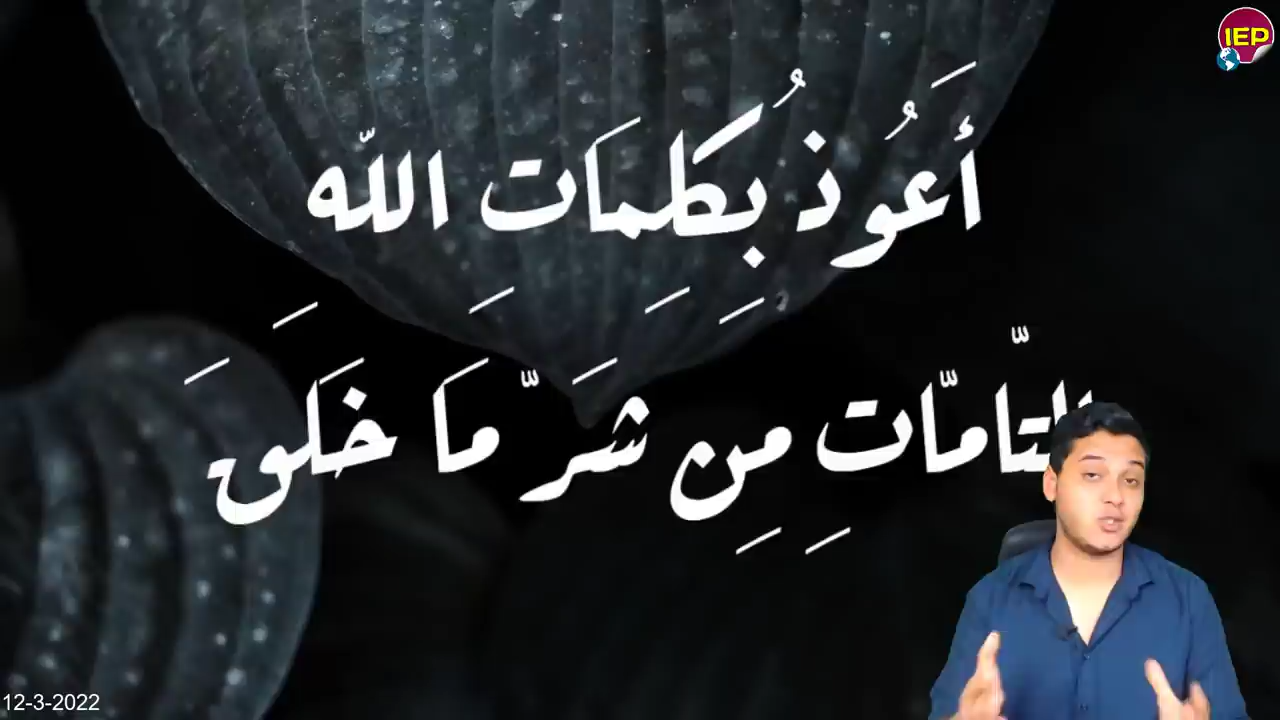 IEP
أَعُوذُ بِكَلِمَاتِ اللّه
التّامّاتِ مِن شَرّ مَا خَلَقَ
12-3-2022